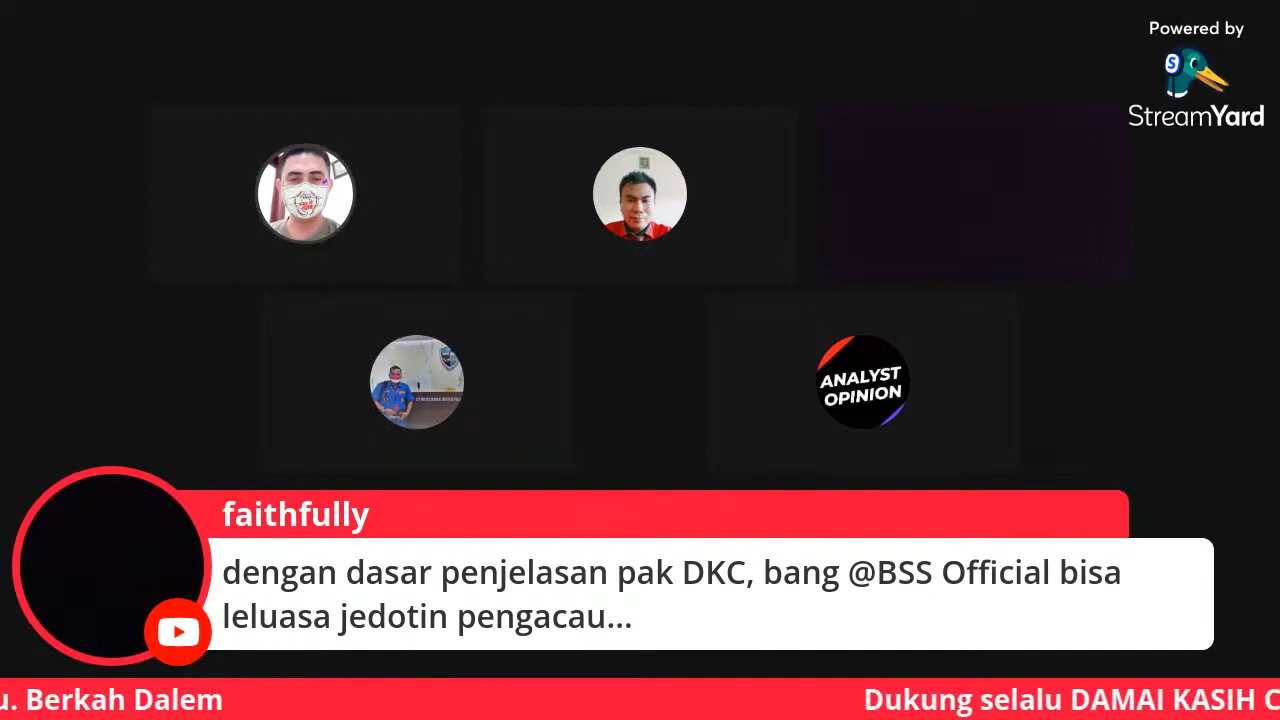 Powered by
StreamYard
ANALYST
OPINION
faithfully
dengan dasar penjelasan pak DKC, bang @BSS Official bisa
leluasa jedotin pengacau...
u. Berkah Dalem
Dukung selalu DAMAI KASIH C